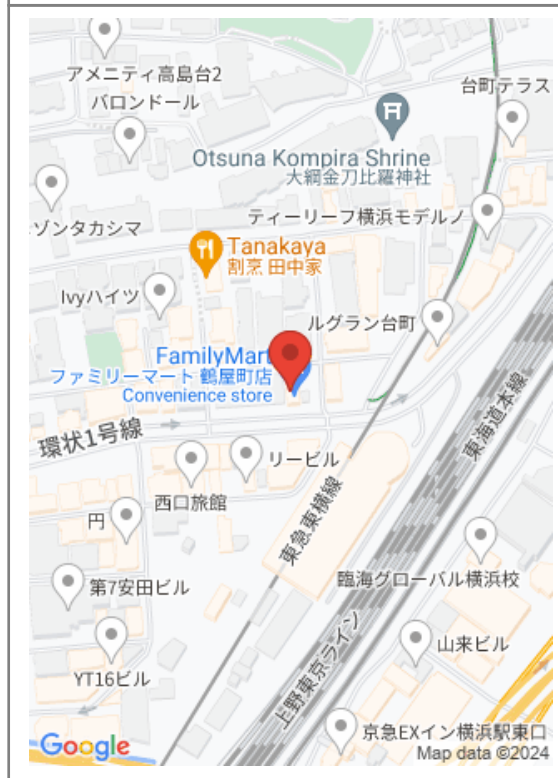 アメニティ高島台2
バロンドール
台町テラス
Otsuna Kompira Shrine
大綱金刀比羅神社
ゾンタカシマ
ティーリーフ横浜モデルノ
Tanakaya
割烹 田中家
Ivyハイツ
ルグラン台町
FamilyMart
ファミリーマート 鶴屋町店
Convenience store
東海道本線
環状1号線
リービル
西口旅館
東急東横線
円
臨海グローバル横浜校
第7安田ビル
上野東京ライン
山来ビル
YT16ビル
京急EXイン横浜駅東口
Google
Map data ©2024